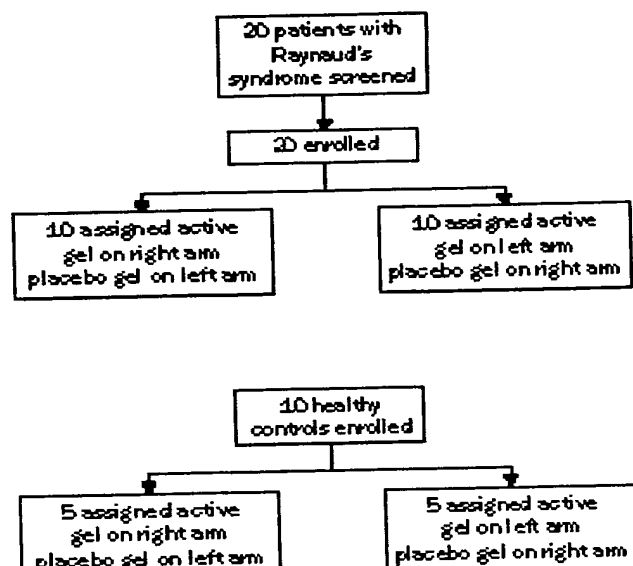 20 patients with
Raynaud's
syndrome screened
20 enrolled
10 assigned active
gel on right arm
placebo gel on left arm
10 assigned active
gel on left arm
placebo gel on right arm
10 healthy
controls enrolled
5 assigned active
gel on right arm
placebo gel on left arm
5 assigned active
gel on left arm
placebo gel on right arm